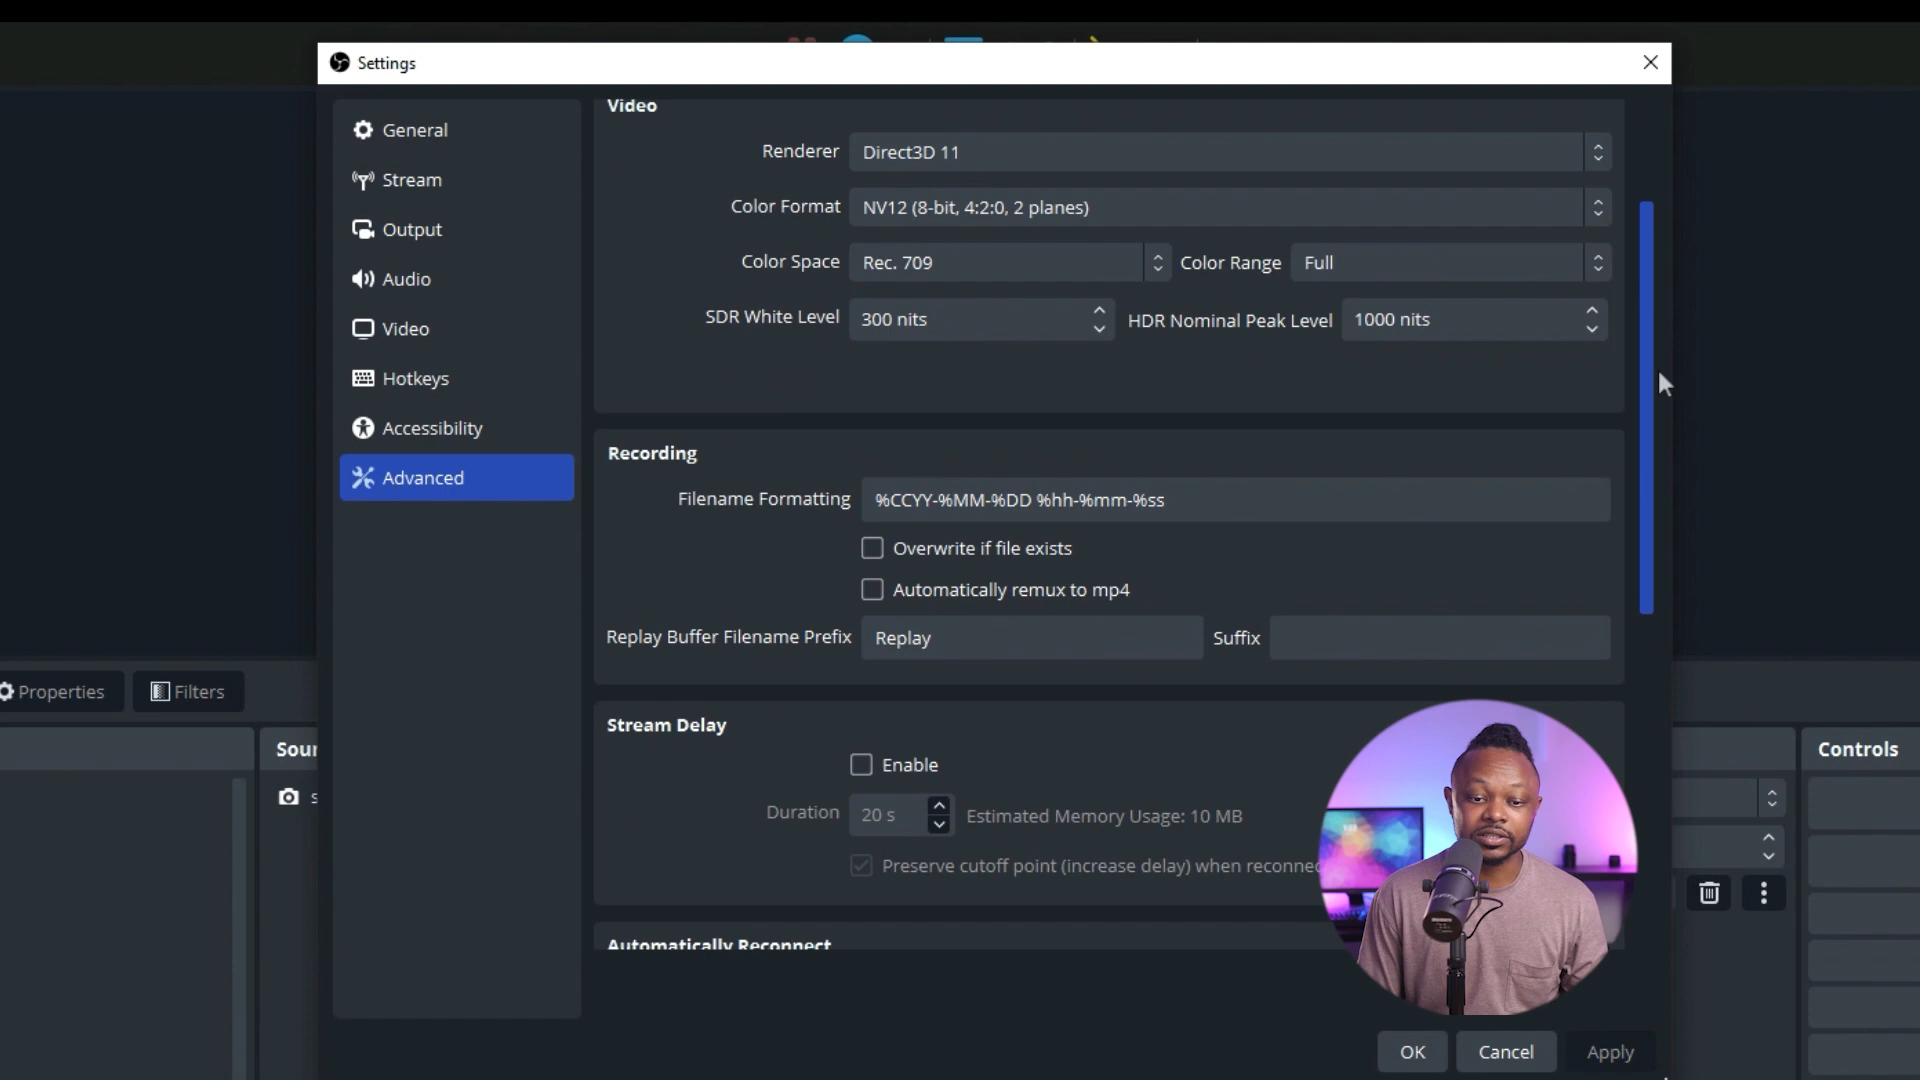 Settings
General
Stream
Output
Audio
Video
Hotkeys
Accessibility
Advanced
Video
Renderer Direct3D 11
Color Format NV12 (8-bit, 4:2:0, 2 planes)
Color Space Rec. 709 Color Range Full
SDR White Level 300 nits HDR Nominal Peak Level 1000 nits
Recording
Filename Formatting %CCYY-%MM-%DD %hh-%mm-%ss
Overwrite if file exists
Automatically remux to mp4
Replay Buffer Filename Prefix Replay Suffix
Stream Delay
Enable
Duration 20 s Estimated Memory Usage: 10 MB
Preserve cutoff point (increase delay) when reconnec
Automatically Reconnect
OK Cancel Apply
Properties Filters
Sour
s
Controls